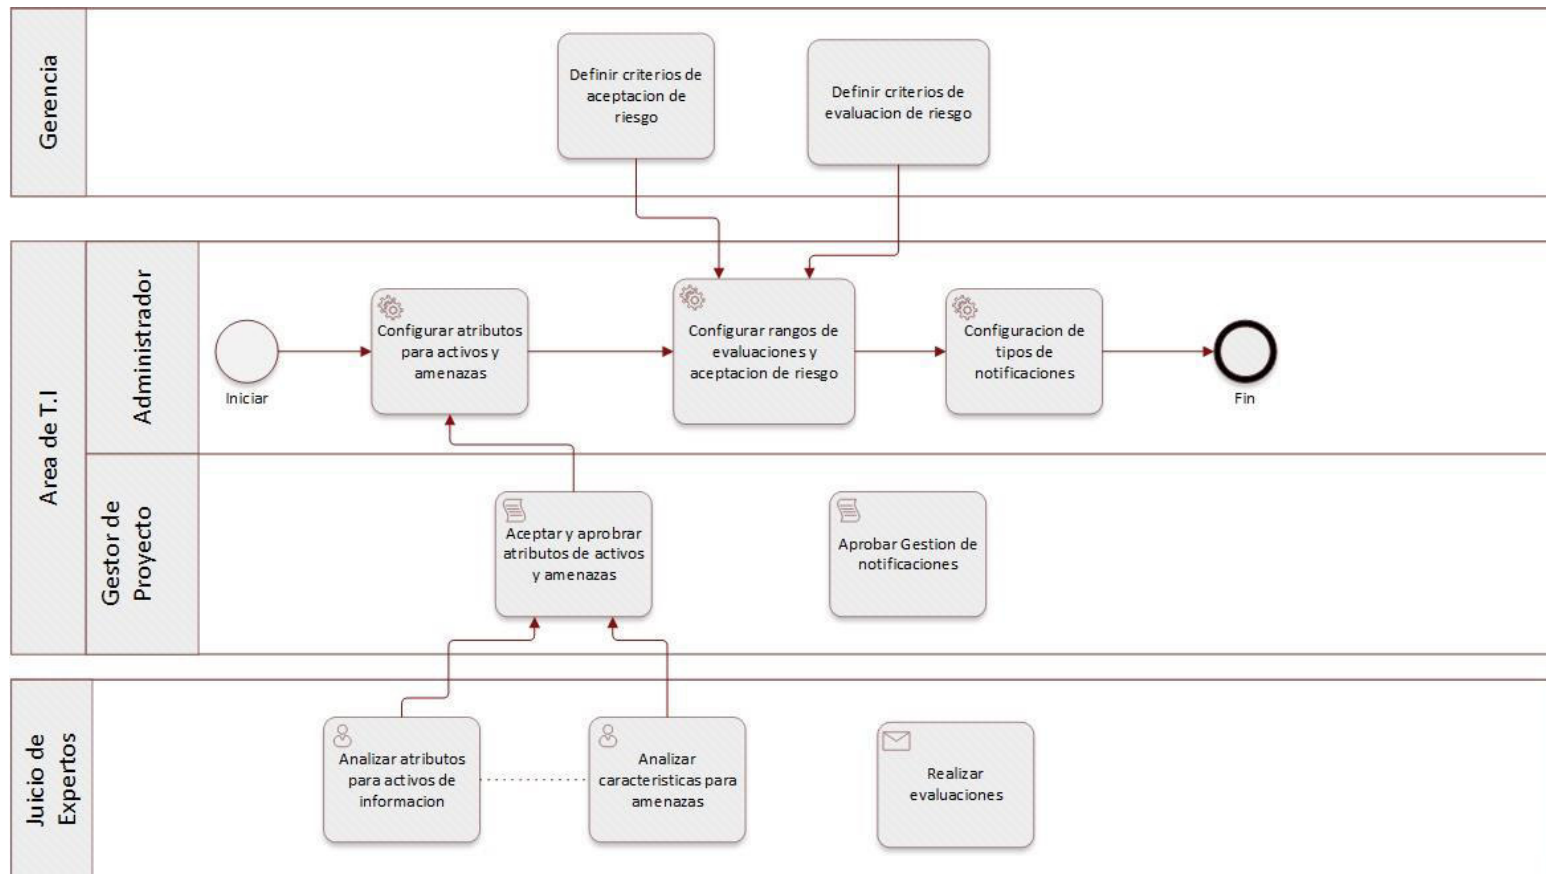 Gerencia
Definir criterios de
aceptacion de
riesgo
Definir criterios de
evaluacion de riesgo
Area de T.I
Administrador
Iniciar
Configurar atributos
para activos y
amenazas
Configurar rangos de
evaluaciones y
aceptacion de riesgo
Configuracion de
tipos de
notificaciones
Fin
Gestor de
Proyecto
Aceptar y aprobrar
atributos de activos
y amenazas
Aprobar Gestion de
notificaciones
Juicio de
Expertos
Analizar atributos
para activos de
informacion
Analizar
caracteristicas para
amenazas
Realizar
evaluaciones